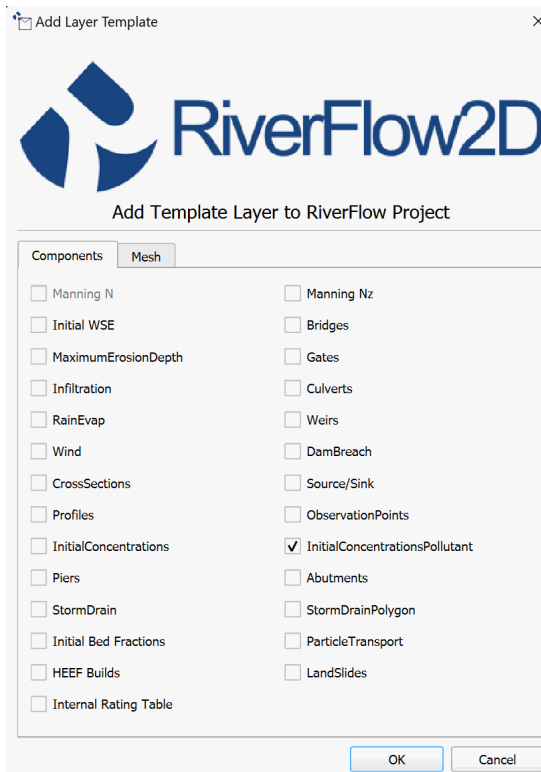 Add Layer Template
RiverFlow2D
Add Template Layer to RiverFlow Project
Components Mesh
Manning N Manning Nz
Initial WSE Bridges
MaximumErosionDepth Gates
Infiltration Culverts
RainEvap Weirs
Wind DamBreach
CrossSections Source/Sink
Profiles ObservationPoints
InitialConcentrations InitialConcentrationsPollutant
Piers Abutments
StormDrain StormDrainPolygon
Initial Bed Fractions ParticleTransport
HEEF Builds LandSlides
Internal Rating Table
OK Cancel